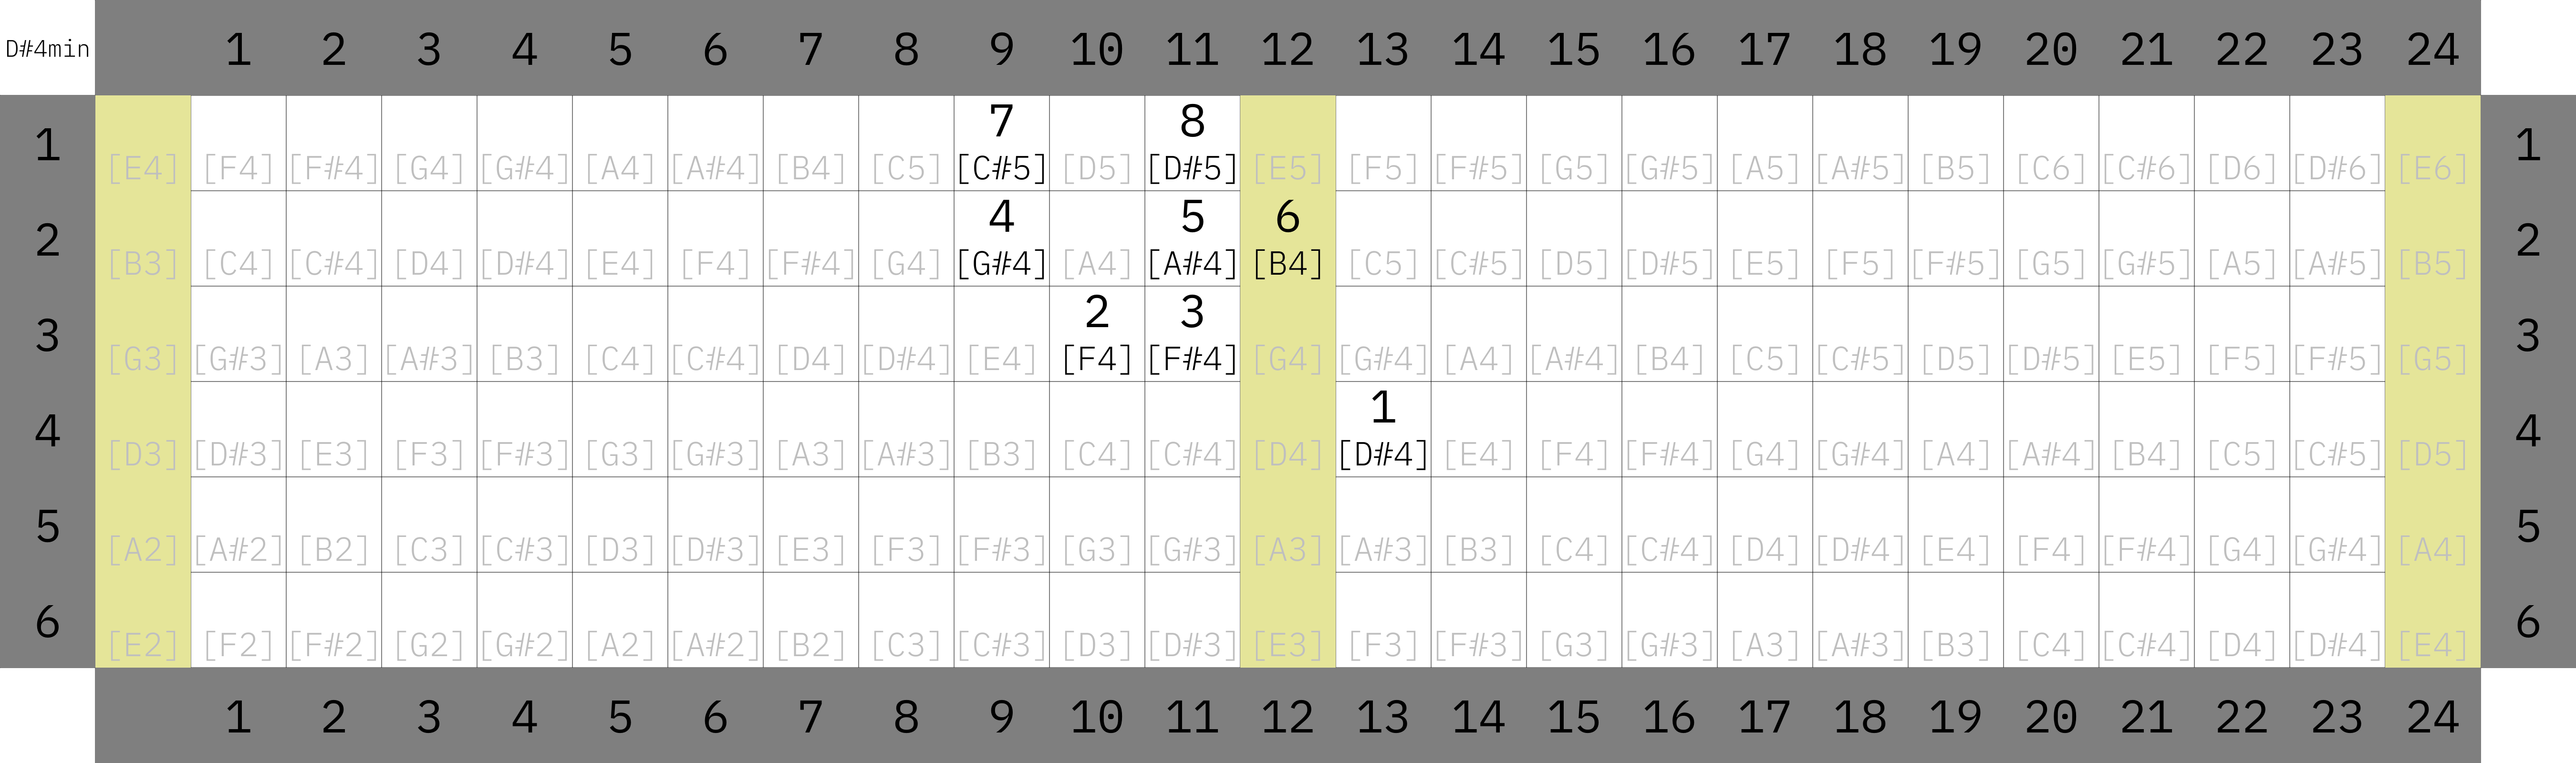 D#4min 1 2 3 4 5 6 7 8 9 10 11 12 13 14 15 16 17 18 19 20 21 22 23 24
7 8
1 [E4] [F4] [F#4] [G4] [G#4] [A4] [A#4] [B4] [C5] [C#5] [D5] [D#5] [E5] [F5] [F#5] [G5] [G#5] [A5] [A#5] [B5] [C6] [C#6] [D6] [D#6] [E6] 1
4 5 6
2 [B3] [C4] [C#4] [D4] [D#4] [E4] [F4] [F#4] [G4] [G#4] [A4] [A#4] [B4] [C5] [C#5] [D5] [D#5] [E5] [F5] [F#5] [G5] [G#5] [A5] [A#5] [B5] 2
2 3
3 [G3] [G#3] [A3] [A#3] [B3] [C4] [C#4] [D4] [D#4] [E4] [F4] [F#4] [G4] [G#4] [A4] [A#4] [B4] [C5] [C#5] [D5] [D#5] [E5] [F5] [F#5] [G5] 3
1
4 [D3] [D#3] [E3] [F3] [F#3] [G3] [G#3] [A3] [A#3] [B3] [C4] [C#4] [D4] [D#4] [E4] [F4] [F#4] [G4] [G#4] [A4] [A#4] [B4] [C5] [C#5] [D5] 4
5 [A2] [A#2] [B2] [C3] [C#3] [D3] [D#3] [E3] [F3] [F#3] [G3] [G#3] [A3] [A#3] [B3] [C4] [C#4] [D4] [D#4] [E4] [F4] [F#4] [G4] [G#4] [A4] 5
6 [E2] [F2] [F#2] [G2] [G#2] [A2] [A#2] [B2] [C3] [C#3] [D3] [D#3] [E3] [F3] [F#3] [G3] [G#3] [A3] [A#3] [B3] [C4] [C#4] [D4] [D#4] [E4] 6
1 2 3 4 5 6 7 8 9 10 11 12 13 14 15 16 17 18 19 20 21 22 23 24